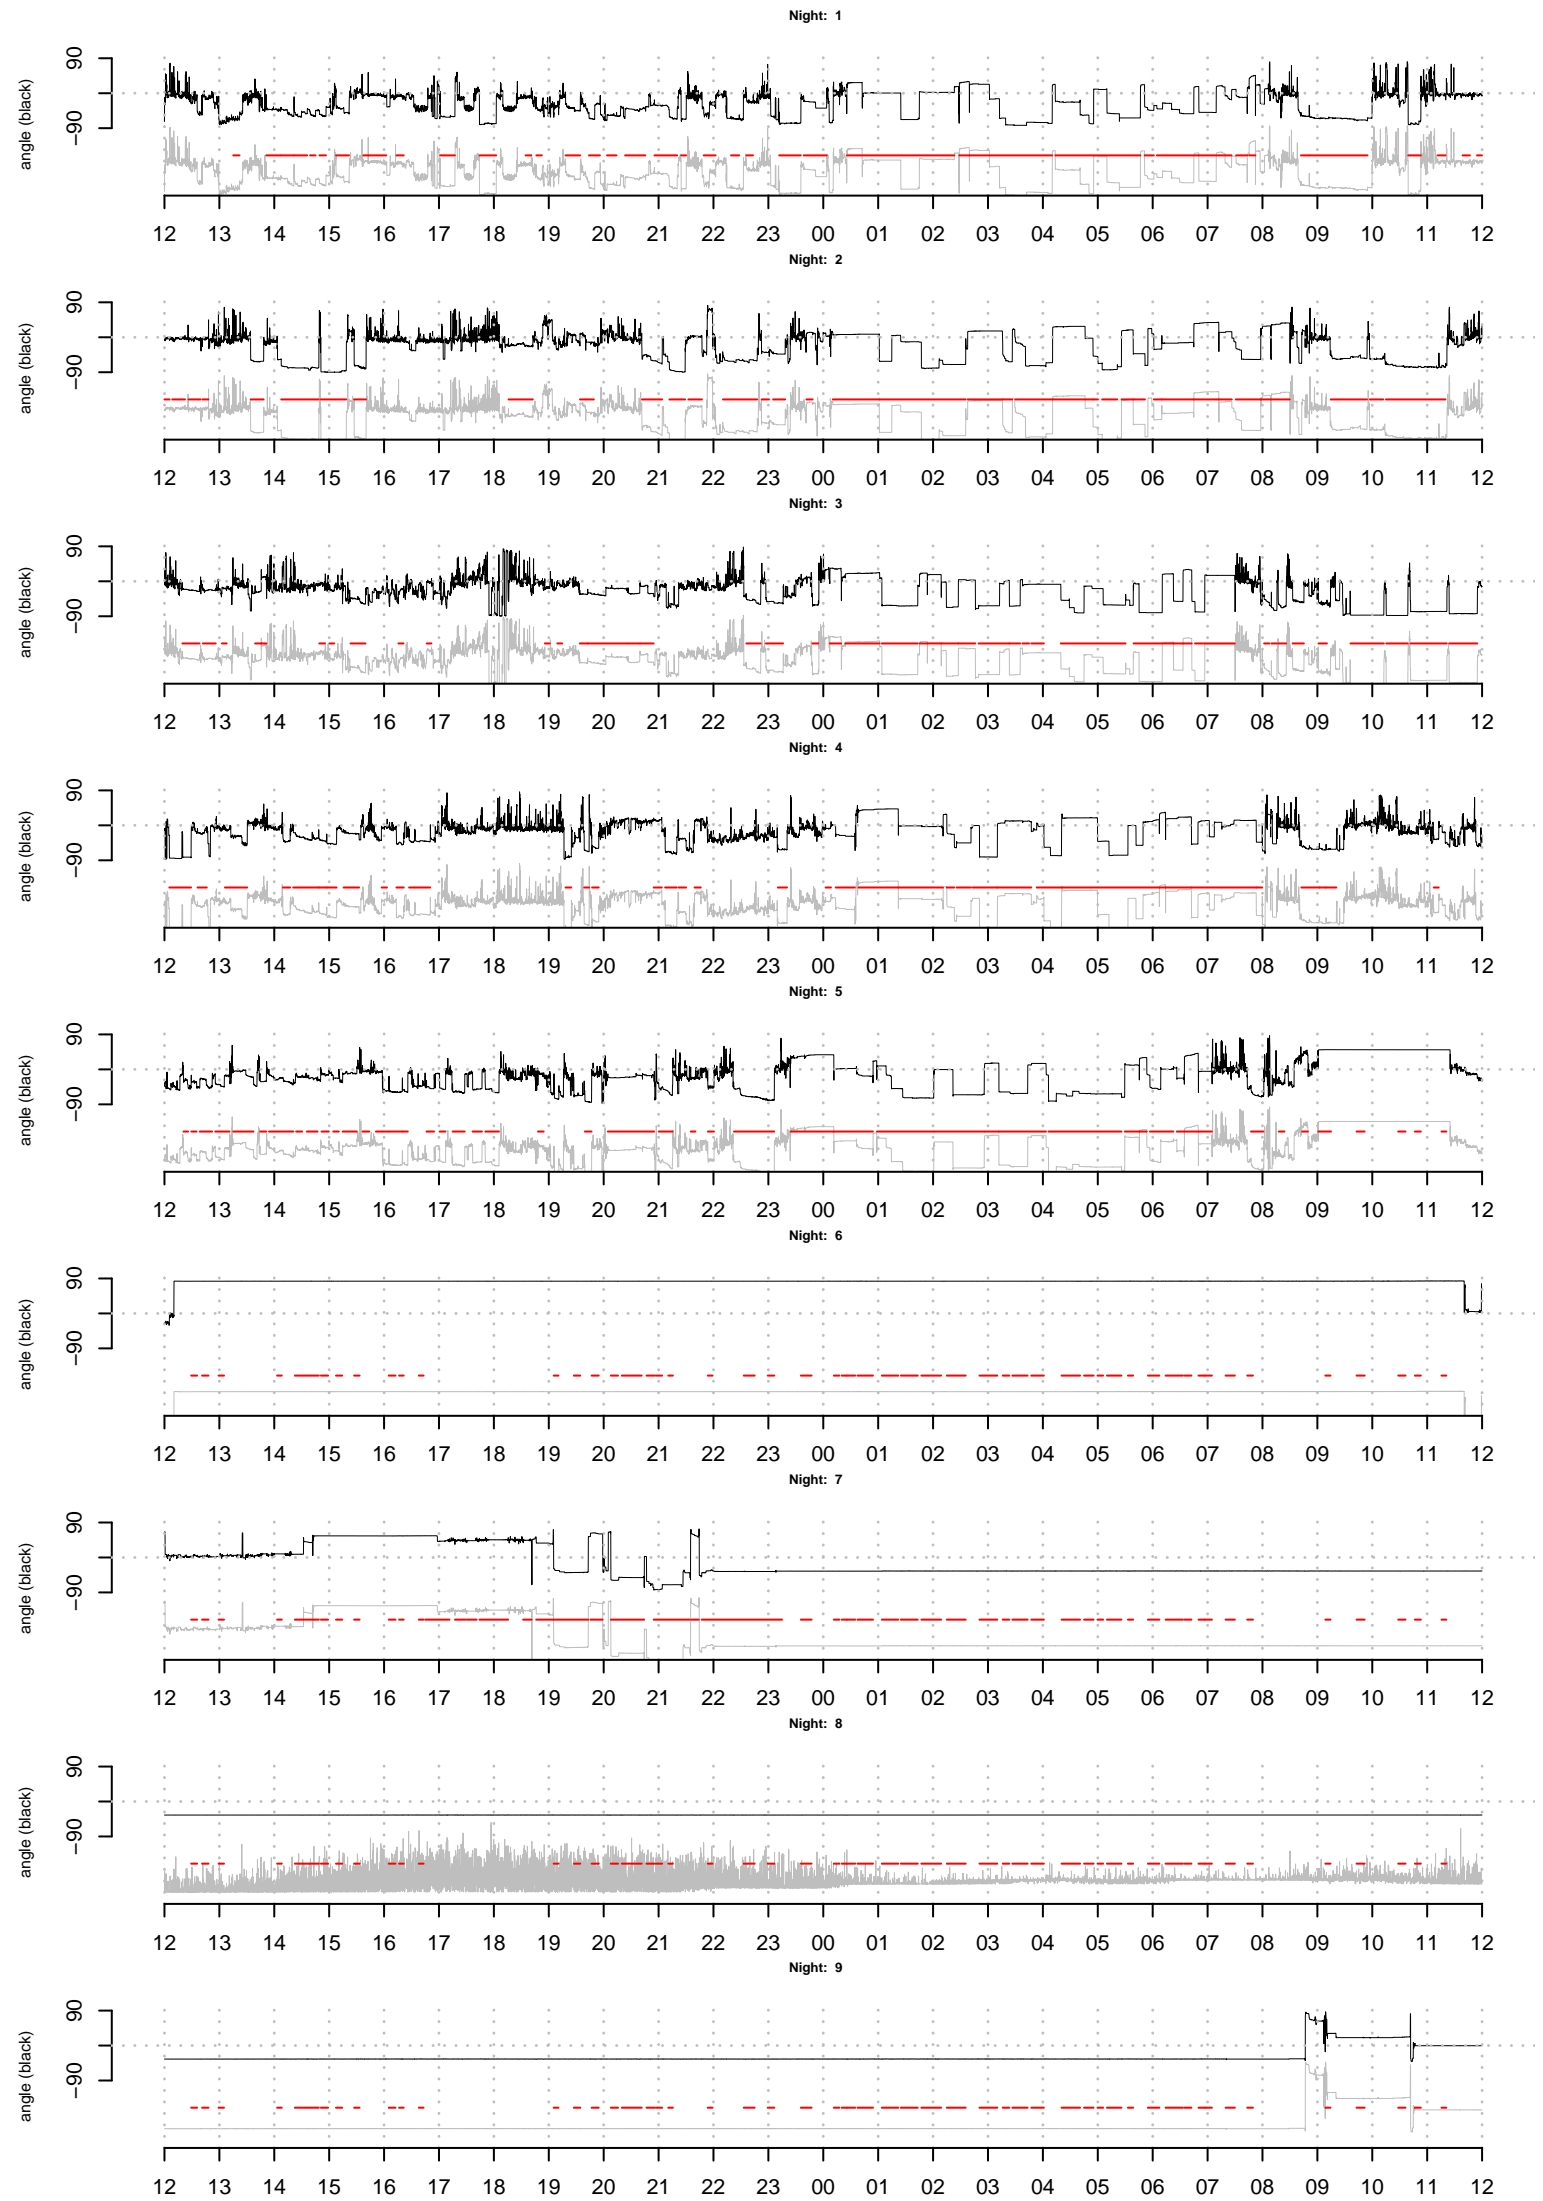 Night: 1
angle (black)
90
-90
12 13 14 15 16 17 18 19 20 21 22 23 00 01 02 03 04 05 06 07 08 09 10 11 12
Night: 2
angle (black)
90
-90
12 13 14 15 16 17 18 19 20 21 22 23 00 01 02 03 04 05 06 07 08 09 10 11 12
Night: 3
angle (black)
90
-90
12 13 14 15 16 17 18 19 20 21 22 23 00 01 02 03 04 05 06 07 08 09 10 11 12
Night: 4
angle (black)
90
-90
12 13 14 15 16 17 18 19 20 21 22 23 00 01 02 03 04 05 06 07 08 09 10 11 12
Night: 5
angle (black)
90
-90
12 13 14 15 16 17 18 19 20 21 22 23 00 01 02 03 04 05 06 07 08 09 10 11 12
Night: 6
angle (black)
90
-90
12 13 14 15 16 17 18 19 20 21 22 23 00 01 02 03 04 05 06 07 08 09 10 11 12
Night: 7
angle (black)
90
-90
12 13 14 15 16 17 18 19 20 21 22 23 00 01 02 03 04 05 06 07 08 09 10 11 12
Night: 8
angle (black)
90
-90
12 13 14 15 16 17 18 19 20 21 22 23 00 01 02 03 04 05 06 07 08 09 10 11 12
Night: 9
angle (black)
90
-90
12 13 14 15 16 17 18 19 20 21 22 23 00 01 02 03 04 05 06 07 08 09 10 11 12